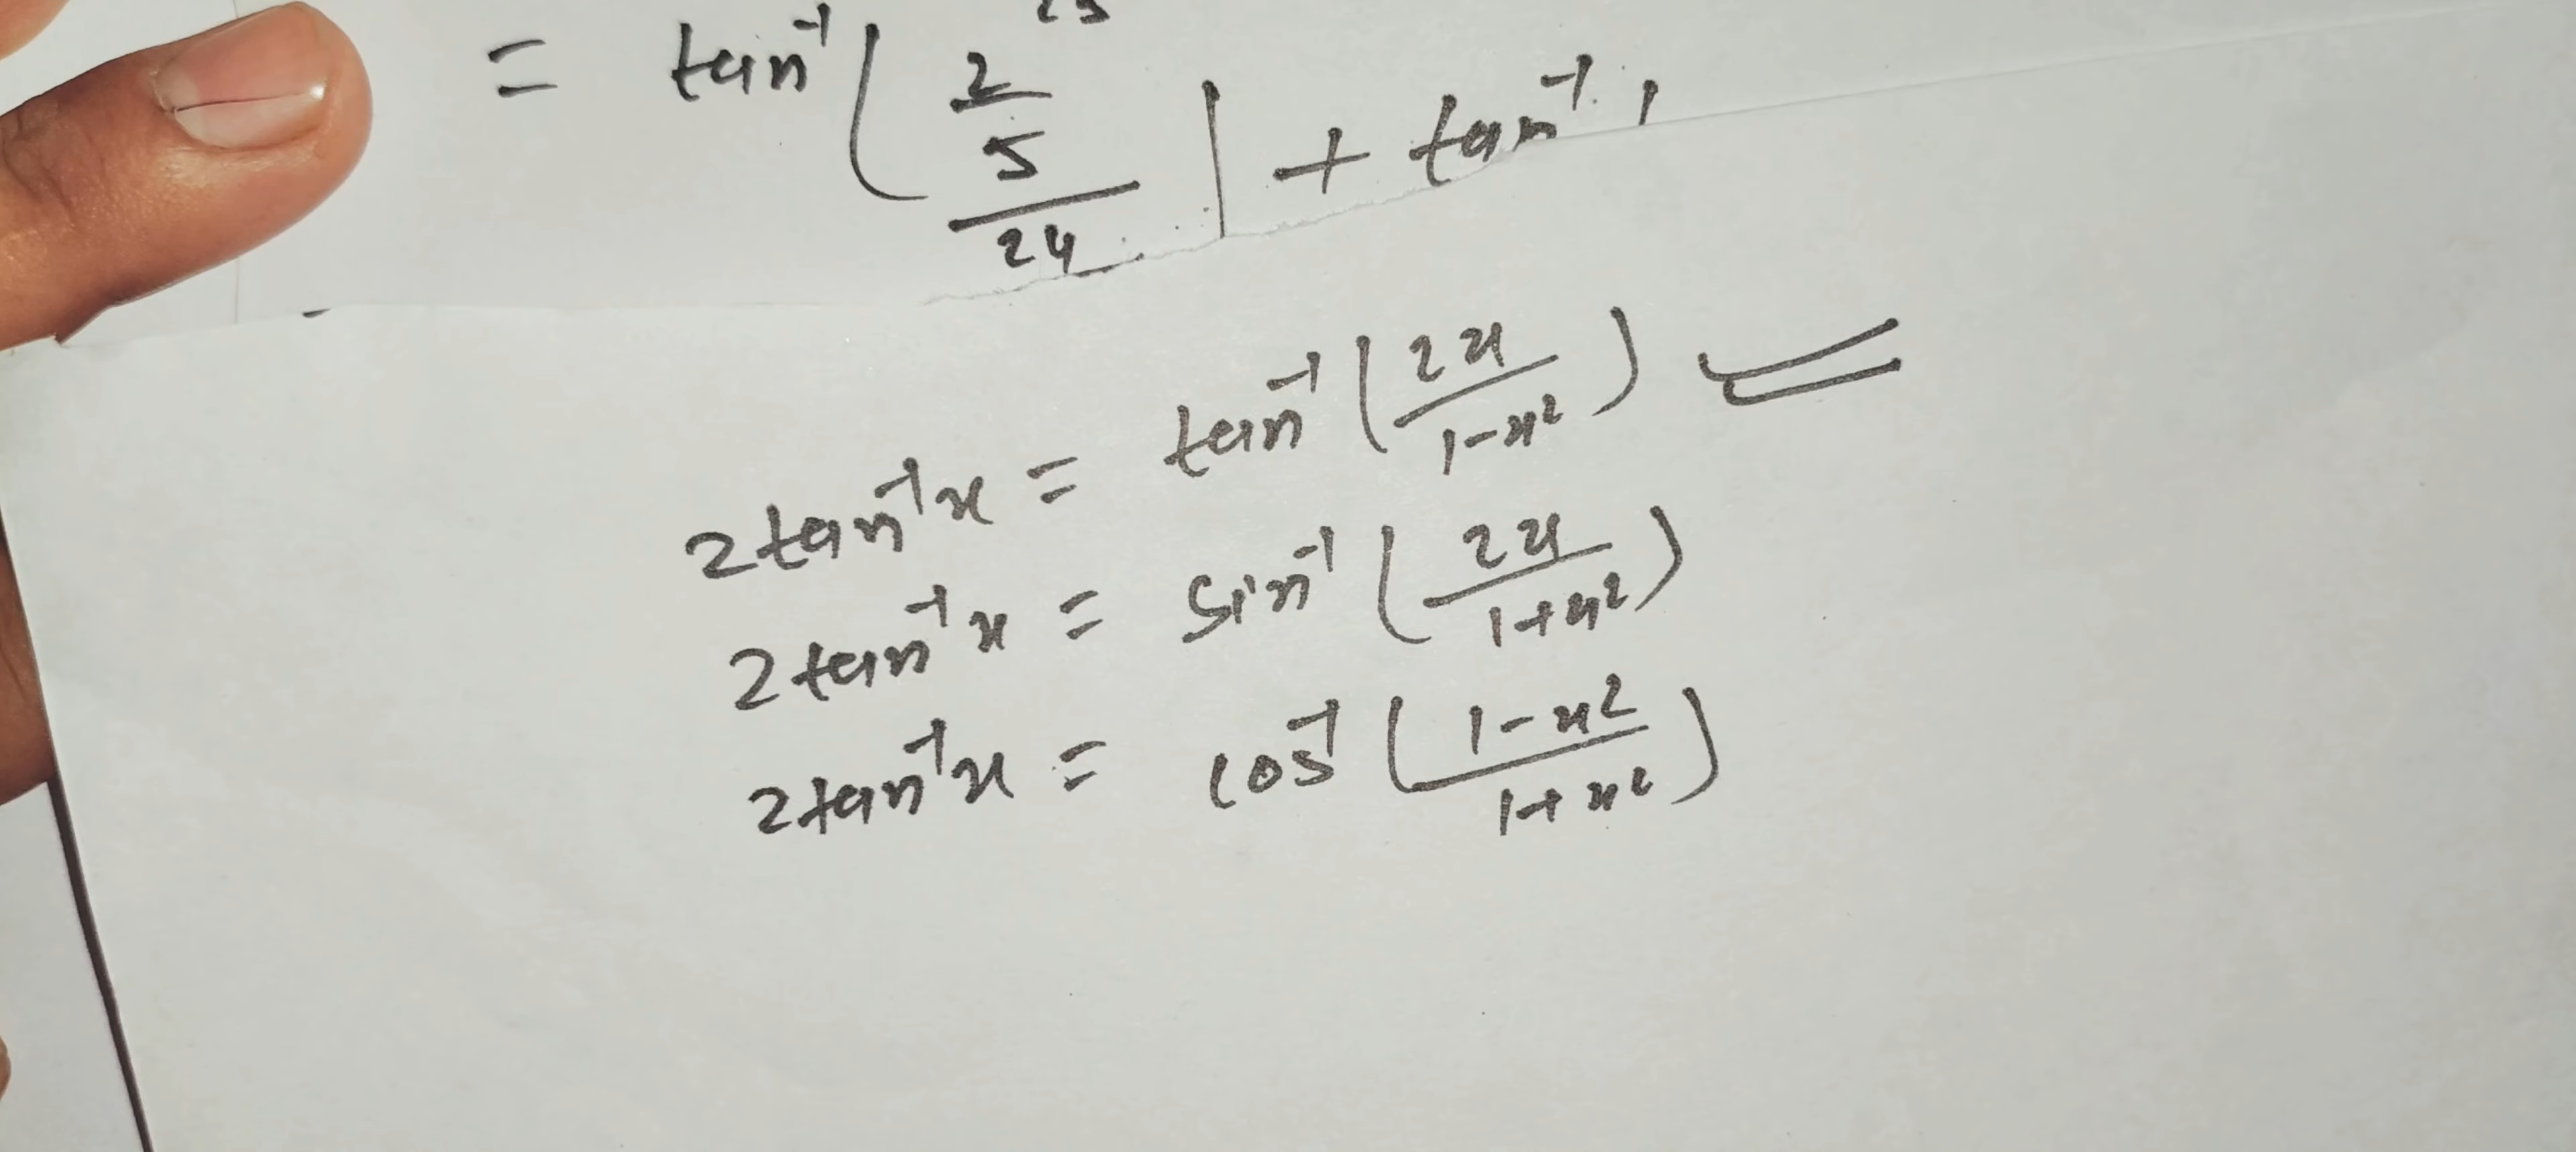 = tan⁻¹ ( 2/5 / 24 ) + tan⁻¹
2tan⁻¹x = tan⁻¹ (2x / 1-x²)
2tan⁻¹x = sin⁻¹ (2x / 1+x²)
2tan⁻¹x = cos⁻¹ (1-x² / 1+x²)